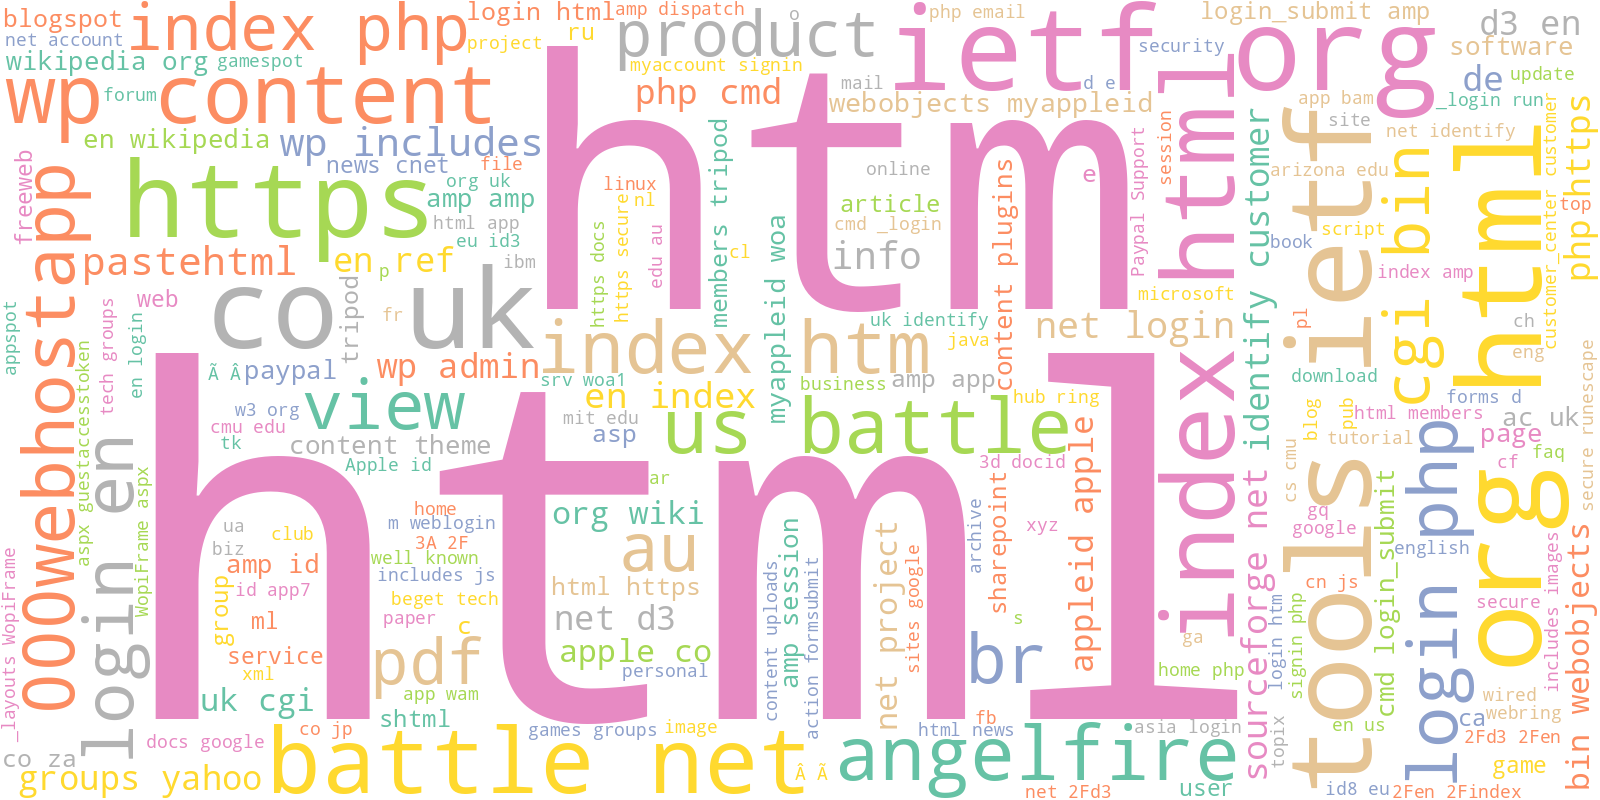 blogspot
index php
login html
amp dispatch
o
php email
login_submit amp
d3 en
net account
project
ru
product
ietf org
security
software
wikipedia org
gamespot
myaccount signin
mail
d e
de
update
wp content
forum
php cmd
webobjects myappleid
app bam
_login run
site
net identify
en wikipedia
wp includes
htm
news cnet
file
online
arizona edu
php https
freeweb
https
org uk
amp amp
linux
nl
members tripod
e
Paypal Support
session
index html
identify customer
tools ietf
cgi bin
html
customer_center customer
top
html app
article
cmd _login
script
eu id3
info
book
000webhostapp
pastehtml
en ref
p
ibm
https docs
https secure
edu au
cl
myappleid woa
content plugins
index amp
co uk
tripod
fr
microsoft
appspot
tech groups
web
en login
index htm
uk identify
java
net login
pl
ch
eng
wp admin
Ã Â
paypal
srv woa1
business
amp app
download
view
en index
hub ring
forms d
w3 org
us battle
mit edu
blog
pub
html members
ac uk
cmu edu
tk
asp
tutorial
page
faq
secure runescape
content theme
Apple id
3d docid
cs cmu
cf
login en
aspx guestaccesstoken
WopiFrame aspx
html
ar
appleid apple
sharepoint
archive
xyz
gq
google
home
m weblogin
3A 2F
org wiki
ua
club
biz
well known
au
english
login php
cmd login_submit
org
amp id
includes js
html https
cn js
id app7
beget tech
secure
_layouts WopiFrame
group
ml
paper
c
net d3
content uploads
action formsubmit
amp session
net project
sites google
s
ga
sourceforge net
login htm
signin php
includes images
bin webobjects
service
xml
pdf
apple co
br
home php
personal
uk cgi
app wam
wired
shtml
fb
ca
webring
co jp
games groups
image
html news
asia login
en us
docs google
2Fd3 2Fen
co za
topix
groups yahoo
battle net
Â Ã
angelfire
user
game
net 2Fd3
id8 eu
2Fen 2Findex